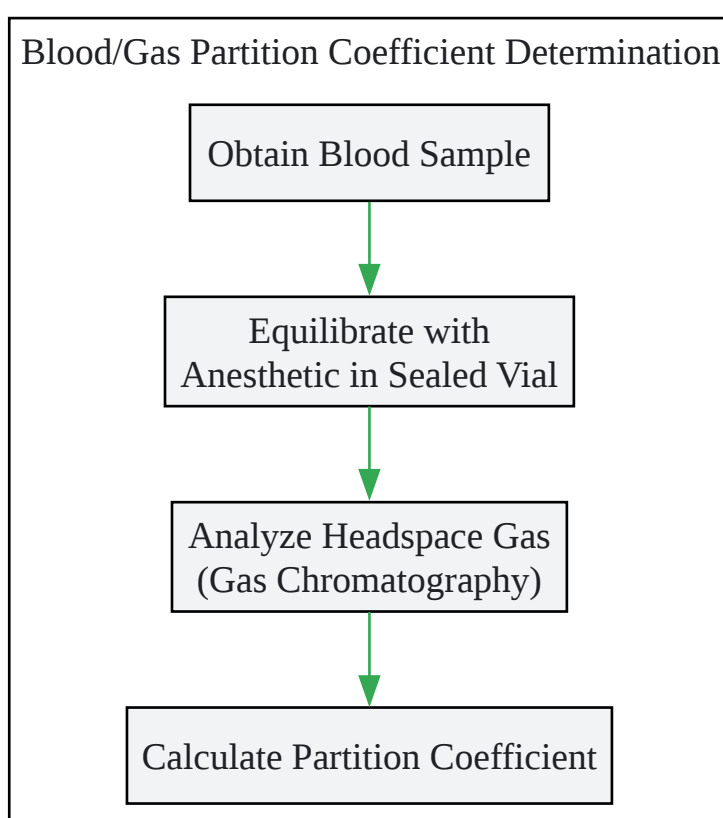 Blood/Gas Partition Coefficient Determination
Obtain Blood Sample
Equilibrate with
Anesthetic in Sealed Vial
Analyze Headspace Gas
(Gas Chromatography)
Calculate Partition Coefficient